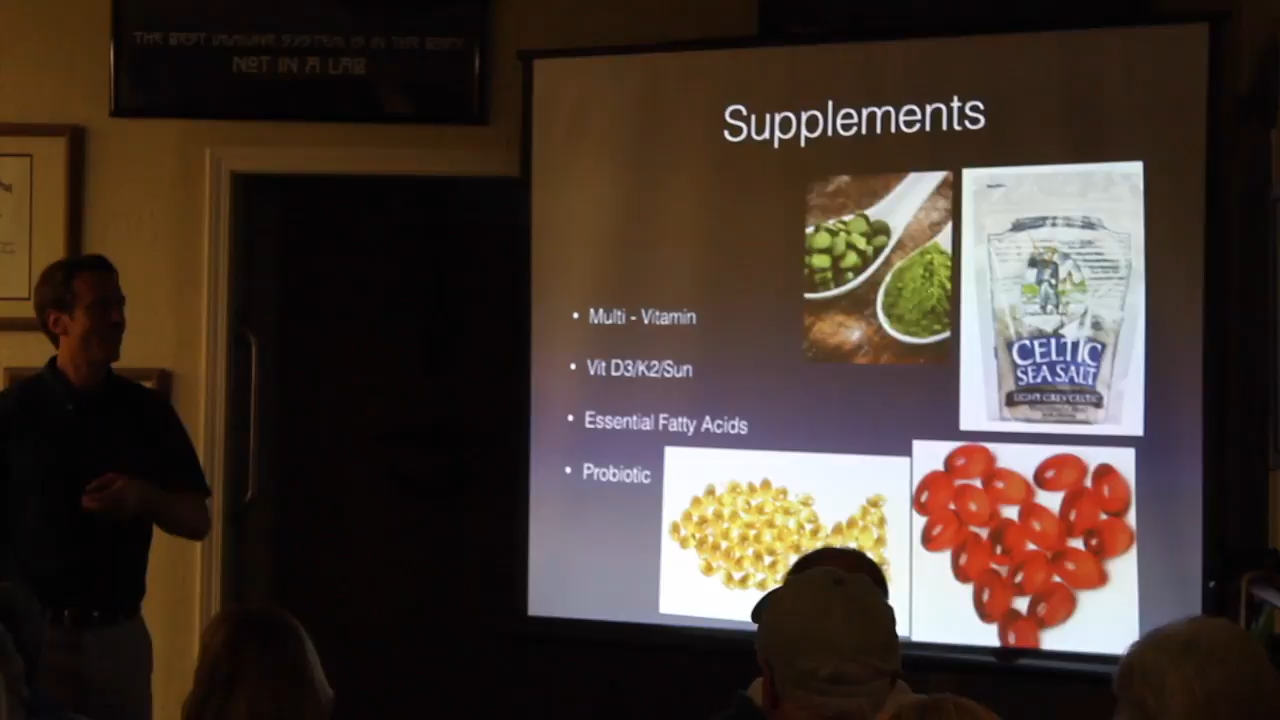 THE BEST IMMUNE SYSTEM IS IN THE BODY
NOT IN A LAB
Supplements
• Multi - Vitamin
• Vit D3/K2/Sun
• Essential Fatty Acids
• Probiotic
CELTIC
SEA SALT
LIGHT GREY CELTIC